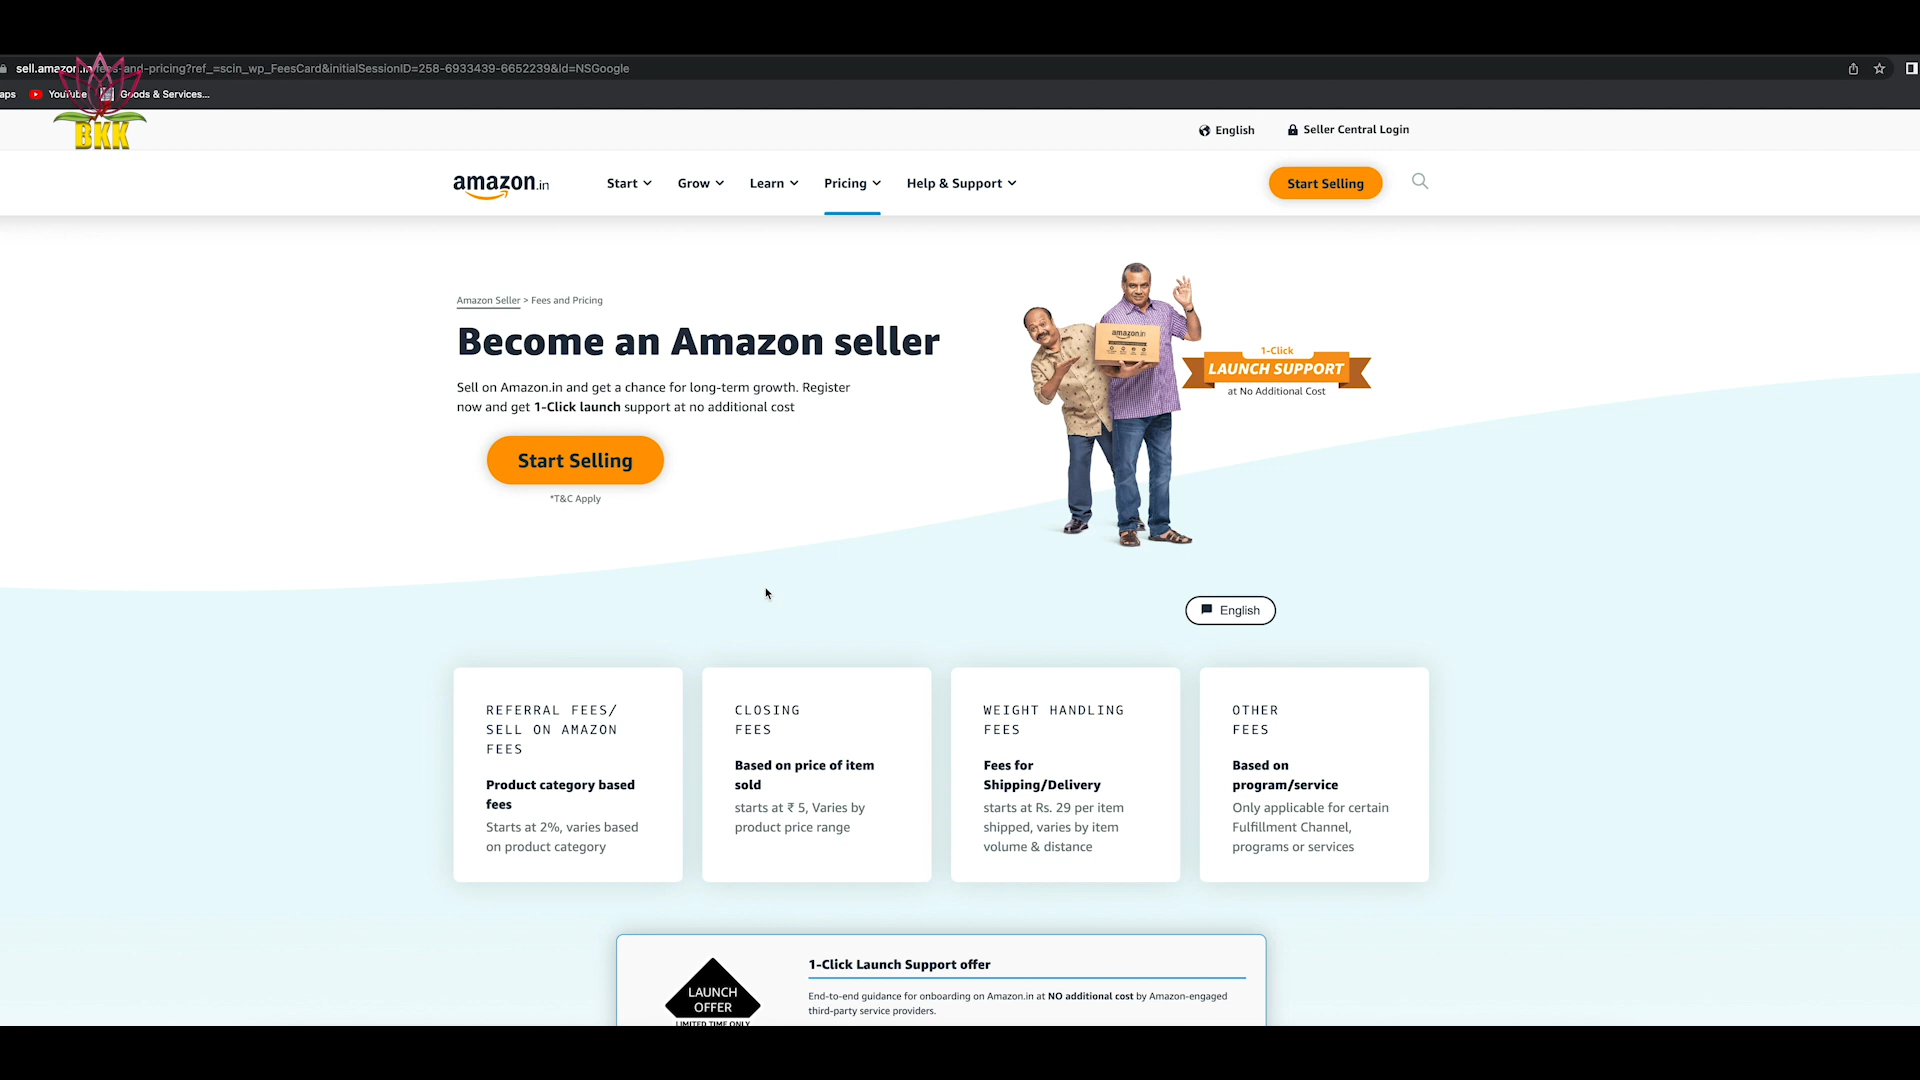 sell.amazon.in/fees-and-pricing?ref_=scin_wp_FeesCard&initialSessionID=258-6933439-6652239&ld=NSGoogle
aps YouTube Goods & Services...
BKK
English Seller Central Login
amazon.in Start Grow Learn Pricing Help & Support Start Selling
Amazon Seller > Fees and Pricing
Become an Amazon seller
Sell on Amazon.in and get a chance for long-term growth. Register
now and get 1-Click launch support at no additional cost
Start Selling
*T&C Apply
amazon.in
1-Click
LAUNCH SUPPORT
at No Additional Cost
English
REFERRAL FEES/
SELL ON AMAZON
FEES
Product category based
fees
Starts at 2%, varies based
on product category
CLOSING
FEES
Based on price of item
sold
starts at ₹ 5, Varies by
product price range
WEIGHT HANDLING
FEES
Fees for
Shipping/Delivery
starts at Rs. 29 per item
shipped, varies by item
volume & distance
OTHER
FEES
Based on
program/service
Only applicable for certain
Fulfillment Channel,
programs or services
LAUNCH
OFFER
LIMITED TIME ONLY
1-Click Launch Support offer
End-to-end guidance for onboarding on Amazon.in at NO additional cost by Amazon-engaged
third-party service providers.